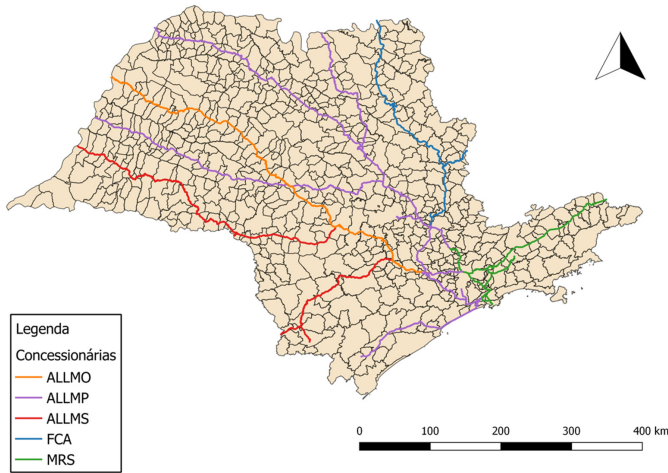 Legenda
Concessionárias
ALLMO
ALLMP
ALLMS
FCA
MRS
0 100 200 300 400 km